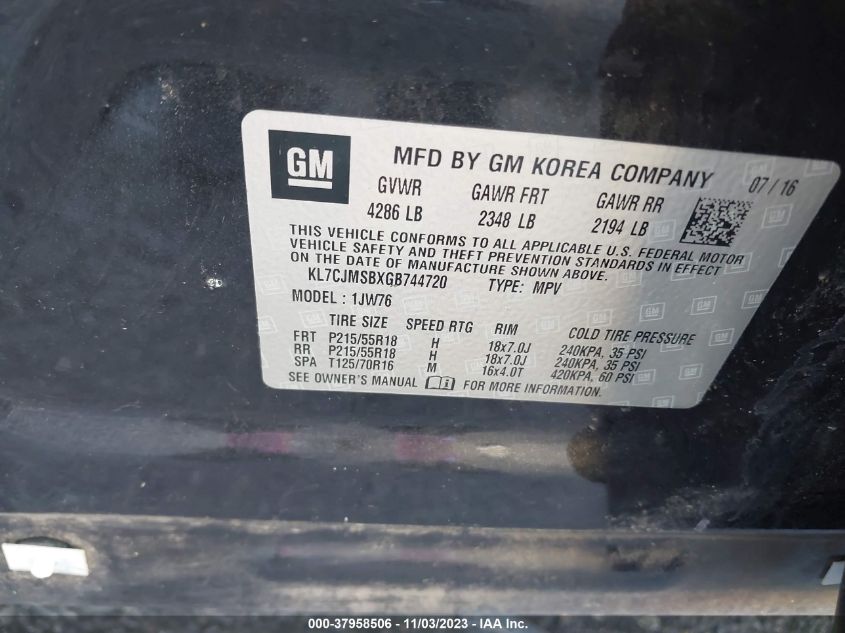 GM
MFD BY GM KOREA COMPANY 07 / 16
GVWR GAWR FRT GAWR RR
4286 LB 2348 LB 2194 LB
THIS VEHICLE CONFORMS TO ALL APPLICABLE U.S. FEDERAL MOTOR
VEHICLE SAFETY AND THEFT PREVENTION STANDARDS IN EFFECT
ON THE DATE OF MANUFACTURE SHOWN ABOVE.
KL7CJMSBXGB744720 TYPE: MPV
MODEL : 1JW76
TIRE SIZE SPEED RTG RIM COLD TIRE PRESSURE
FRT P215/55R18 H 18x7.0J 240KPA, 35 PSI
RR P215/55R18 H 18x7.0J 240KPA, 35 PSI
SPA T125/70R16 M 16x4.0T 420KPA, 60 PSI
SEE OWNER'S MANUAL FOR MORE INFORMATION.
000-37958506 - 11/03/2023 - IAA Inc.